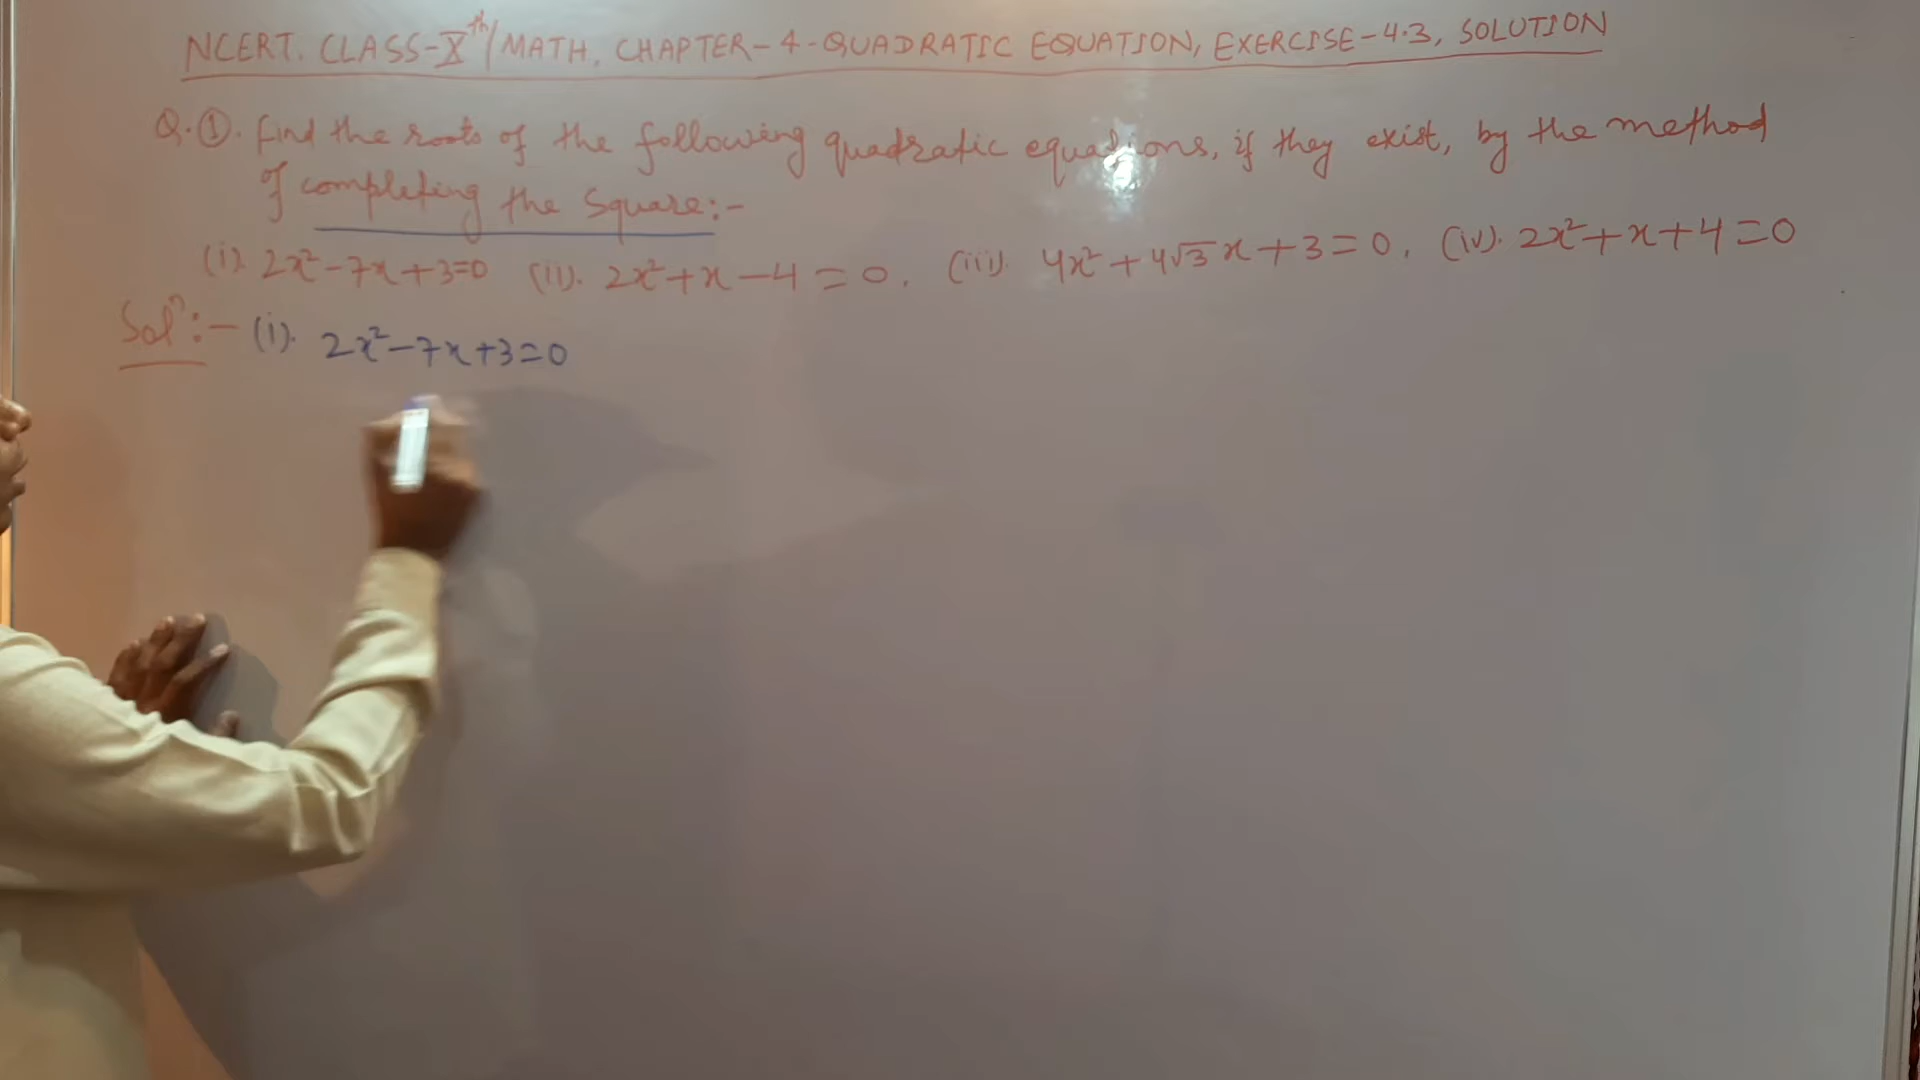 NCERT. CLASS-Xth/MATH, CHAPTER-4-QUADRATIC EQUATION, EXERCISE-4.3, SOLUTION
Q.①. Find the roots of the following quadratic equations, if they exist, by the method
of completing the Square:-
(i). 2x²-7x+3=0 (ii). 2x²+x-4=0, (iii). 4x²+4√3x+3=0, (iv). 2x²+x+4=0
Solⁿ:- (i). 2x²-7x+3=0